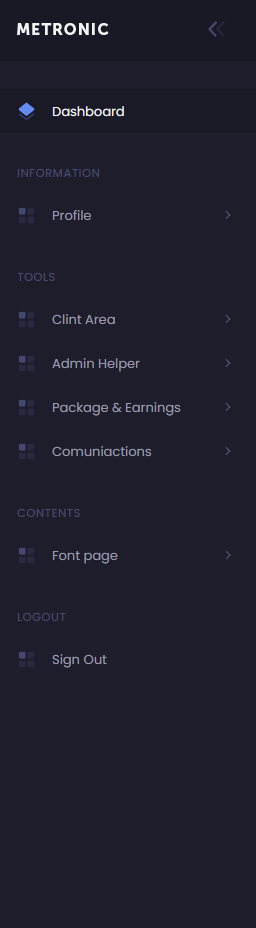 METRONIC
Dashboard
INFORMATION
Profile
TOOLS
Clint Area
Admin Helper
Package & Earnings
Comuniactions
CONTENTS
Font page
LOGOUT
Sign Out